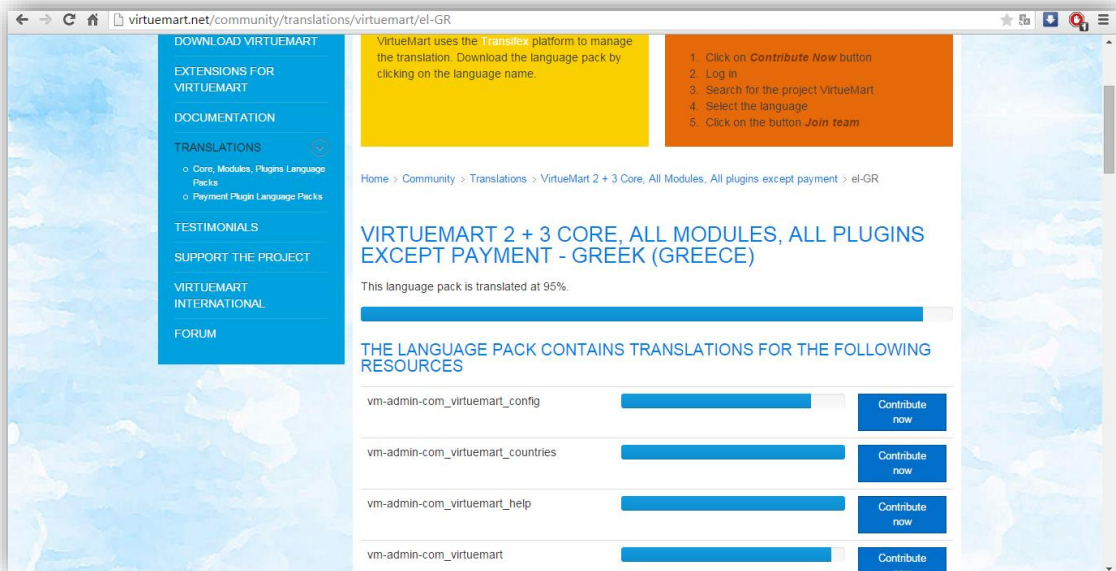 virtuemart.net/community/translations/virtuemart/el-GR
DOWNLOAD VIRTUEMART
EXTENSIONS FOR
VIRTUEMART
DOCUMENTATION
TRANSLATIONS
Core, Modules, Plugins Language
Packs
Payment Plugin Language Packs
TESTIMONIALS
SUPPORT THE PROJECT
VIRTUEMART
INTERNATIONAL
FORUM
VirtueMart uses the Transifex platform to manage
the translation. Download the language pack by
clicking on the language name.
1. Click on Contribute Now button
2. Log in
3. Search for the project VirtueMart
4. Select the language
5. Click on the button Join team
Home > Community > Translations > VirtueMart 2 + 3 Core, All Modules, All plugins except payment > el-GR
VIRTUEMART 2 + 3 CORE, ALL MODULES, ALL PLUGINS
EXCEPT PAYMENT - GREEK (GREECE)
This language pack is translated at 95%.
THE LANGUAGE PACK CONTAINS TRANSLATIONS FOR THE FOLLOWING
RESOURCES
vm-admin-com_virtuemart_config
Contribute
now
vm-admin-com_virtuemart_countries
Contribute
now
vm-admin-com_virtuemart_help
Contribute
now
vm-admin-com_virtuemart
Contribute